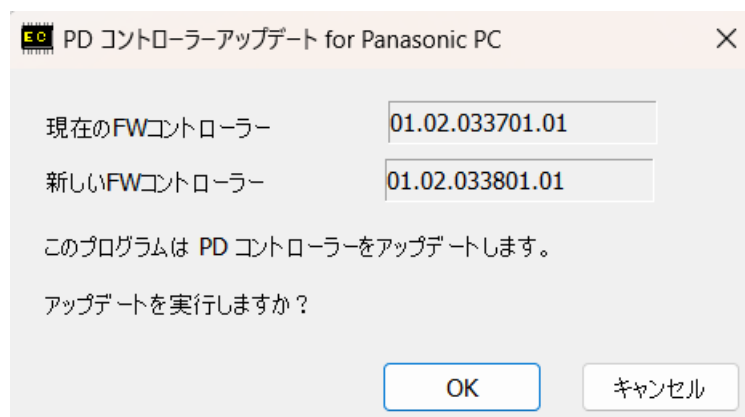 EC PD コントローラーアップデート for Panasonic PC
現在のFWコントローラー 01.02.033701.01
新しいFWコントローラー 01.02.033801.01
このプログラムは PD コントローラーをアップデートします。
アップデートを実行しますか？
OK キャンセル